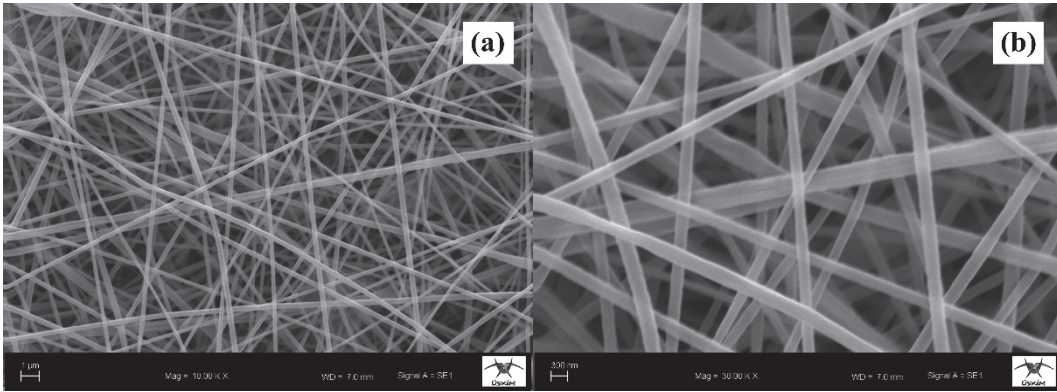 (a)
(b)
1 µm
Mag = 10.00 K X
WD = 7.0 mm
Signal A = SE1
ÜSKİM
300 nm
Mag = 30.00 K X
WD = 7.0 mm
Signal A = SE1
ÜSKİM